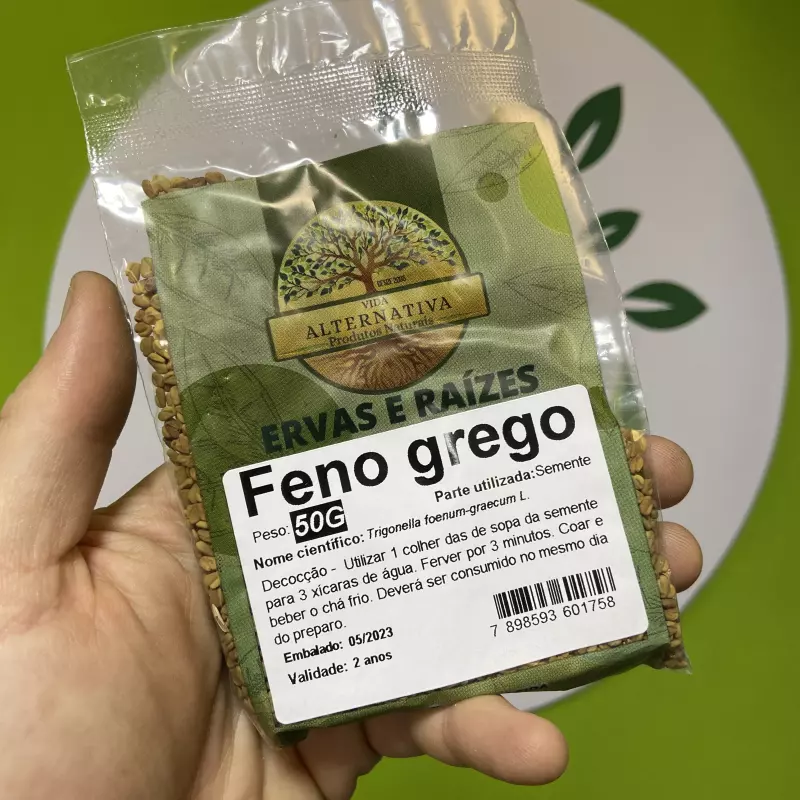 VIDA
ALTERNATIVA
Produtos Naturais
ERVAS E RAÍZES
Feno grego
Peso: 50G
Parte utilizada:Semente
Nome científico: Trigonella foenum-graecum L.
Decocção - Utilizar 1 colher das de sopa da semente
para 3 xícaras de água. Ferver por 3 minutos. Coar e
beber o chá frio. Deverá ser consumido no mesmo dia
do preparo.
Embalado: 05/2023
Validade: 2 anos
7 898593 601758